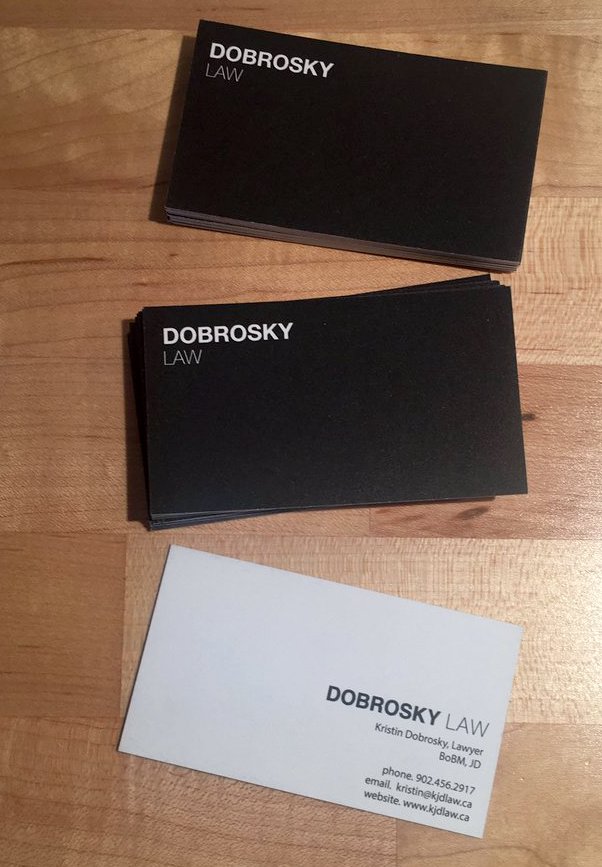 DOBROSKY
LAW
DOBROSKY
LAW
DOBROSKY LAW
Kristin Dobrosky, Lawyer
BoBM, JD
phone. 902.456.2917
email. kristin@kjdlaw.ca
website. www.kjdlaw.ca